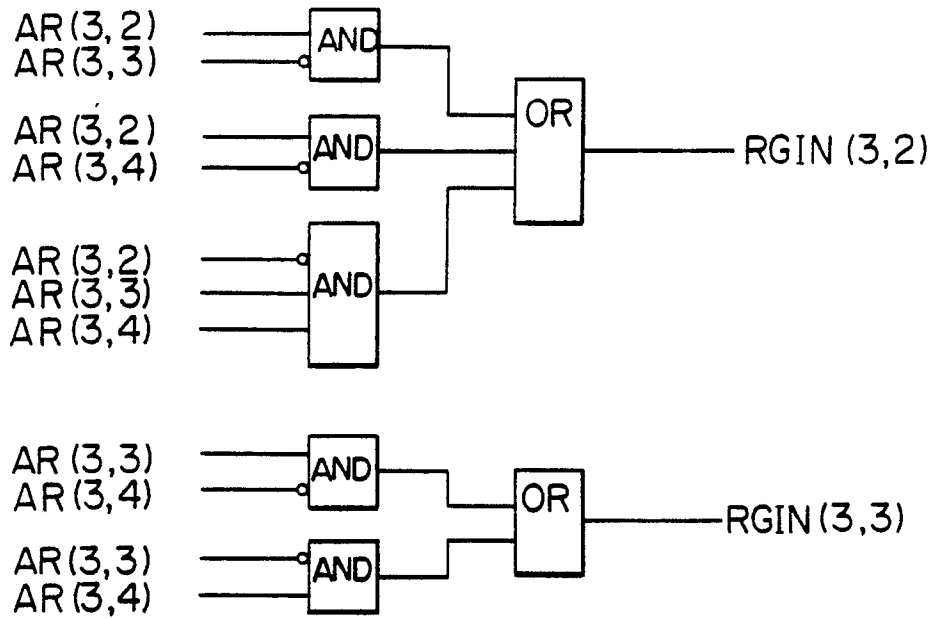 AR(3,2)
AR(3,3)
AND
AR(3,2)
AR(3,4)
AND
OR
RGIN (3,2)
AR(3,2)
AR(3,3)
AR(3,4)
AND
AR(3,3)
AR(3,4)
AND
OR
RGIN (3,3)
AR(3,3)
AR(3,4)
AND